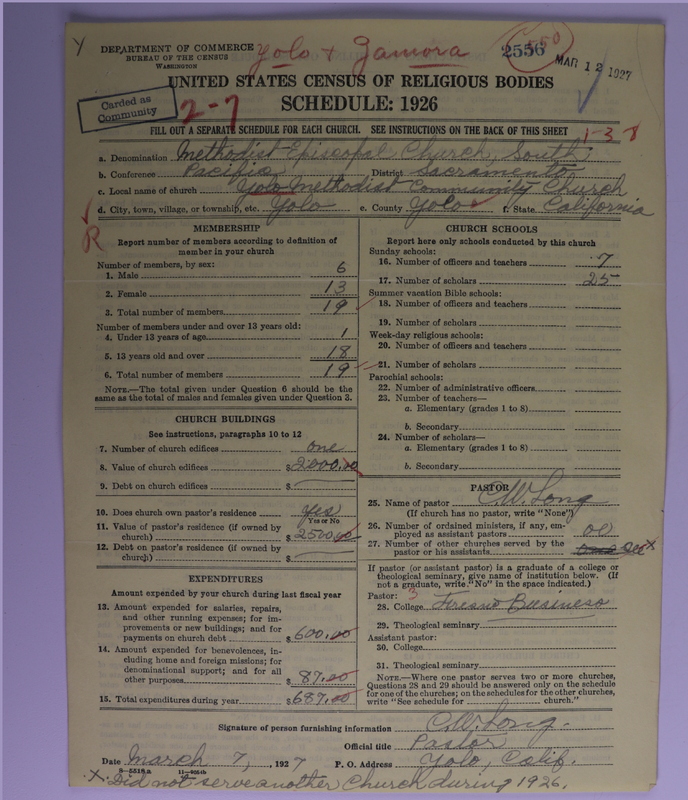 Y
DEPARTMENT OF COMMERCE
BUREAU OF THE CENSUS
WASHINGTON
Yolo + Zamora
2556
MAR 12 1927
UNITED STATES CENSUS OF RELIGIOUS BODIES
SCHEDULE: 1926
Carded as
Community
2-7
FILL OUT A SEPARATE SCHEDULE FOR EACH CHURCH. SEE INSTRUCTIONS ON THE BACK OF THIS SHEET
1-3-8
a. Denomination Methodist Episcopal Church, South
b. Conference Pacific District Sacramento
c. Local name of church Yolo Methodist Community Church
d. City, town, village, or township, etc. Yolo e. County Yolo f. State California
R
MEMBERSHIP
Report number of members according to definition of
member in your church
Number of members, by sex:
1. Male 6
2. Female 13
3. Total number of members 19
Number of members under and over 13 years old:
4. Under 13 years of age 1
5. 13 years old and over 18
6. Total number of members 19
NOTE.—The total given under Question 6 should be the
same as the total of males and females given under Question 3.
CHURCH BUILDINGS
See instructions, paragraphs 10 to 12
7. Number of church edifices one
8. Value of church edifices $2000.00
9. Debt on church edifices $
10. Does church own pastor's residence Yes
Yes or No
11. Value of pastor's residence (if owned by
church) $2500.00
12. Debt on pastor's residence (if owned by
church) $
EXPENDITURES
Amount expended by your church during last fiscal year
13. Amount expended for salaries, repairs,
and other running expenses; for im-
provements or new buildings; and for
payments on church debt $600.00
14. Amount expended for benevolences, in-
cluding home and foreign missions; for
denominational support; and for all
other purposes $87.00
15. Total expenditures during year $687.00
CHURCH SCHOOLS
Report here only schools conducted by this church
Sunday schools:
16. Number of officers and teachers 7
17. Number of scholars 25
Summer vacation Bible schools:
18. Number of officers and teachers
19. Number of scholars
Week-day religious schools:
20. Number of officers and teachers
21. Number of scholars
Parochial schools:
22. Number of administrative officers
23. Number of teachers—
a. Elementary (grades 1 to 8)
b. Secondary
24. Number of scholars—
a. Elementary (grades 1 to 8)
b. Secondary
PASTOR
25. Name of pastor C.W. Long
(If church has no pastor, write "None")
26. Number of ordained ministers, if any, em-
ployed as assistant pastors
27. Number of other churches served by the
pastor or his assistants
If pastor (or assistant pastor) is a graduate of a college or
theological seminary, give name of institution below. (If
not a graduate, write "No" in the space indicated.)
Pastor: 3
28. College Fresno Business
29. Theological seminary
Assistant pastor:
30. College
31. Theological seminary
NOTE.—Where one pastor serves two or more churches,
Questions 28 and 29 should be answered only on the schedule
for one of the churches; on the schedules for the other churches,
write "See schedule for church."
Signature of person furnishing information C.W. Long.
Official title Pastor
Date March 7, 1927 P. O. Address Yolo, Calif.
8—5518a
X. Did not serve another Church during 1926.